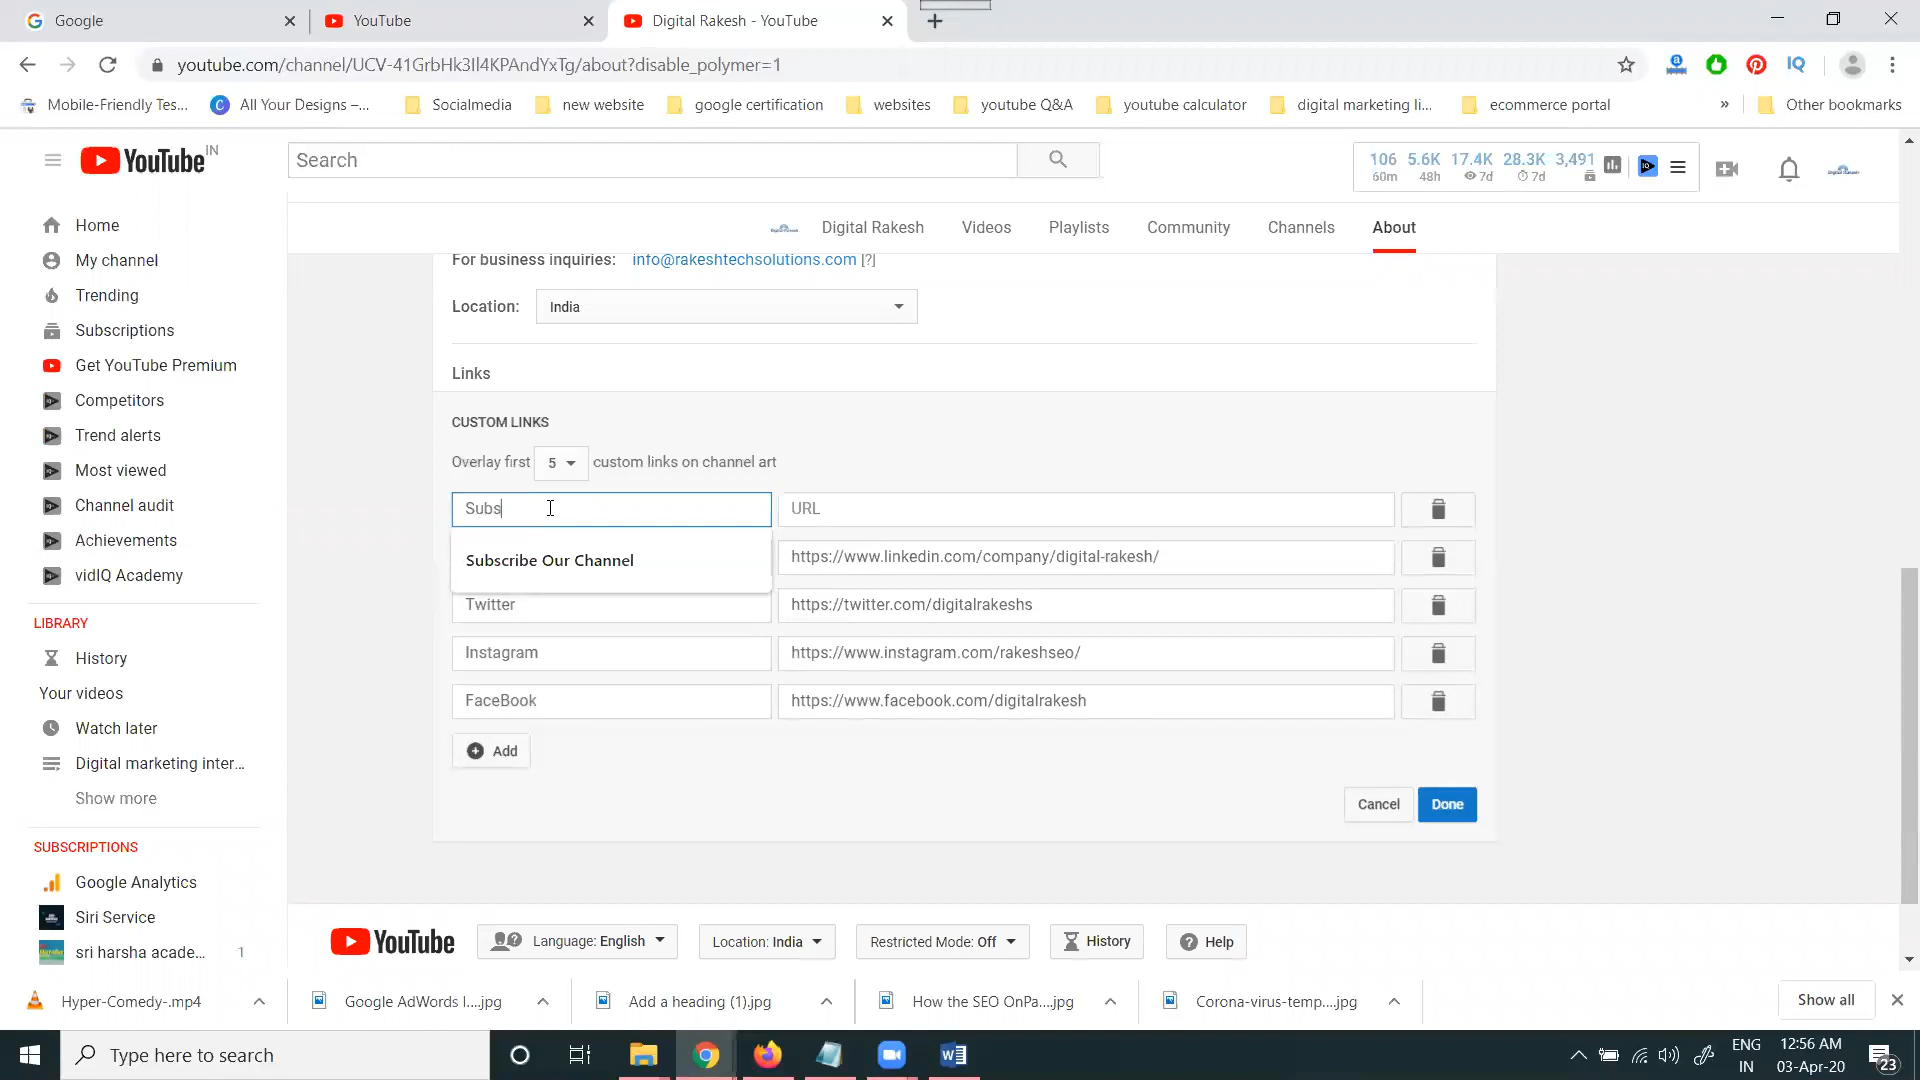 Google
YouTube
Digital Rakesh - YouTube
youtube.com/channel/UCV-41GrbHk3Il4KPAndYxTg/about?disable_polymer=1
Mobile-Friendly Tes...
All Your Designs –...
Socialmedia
new website
google certification
websites
youtube Q&A
youtube calculator
digital marketing li...
ecommerce portal
»
Other bookmarks
YouTube IN
Search
106 5.6K 17.4K 28.3K 3,491
60m 48h 7d 7d
Digital Rakesh
Videos
Playlists
Community
Channels
About
Home
My channel
Trending
Subscriptions
Get YouTube Premium
Competitors
Trend alerts
Most viewed
Channel audit
Achievements
vidIQ Academy
LIBRARY
History
Your videos
Watch later
Digital marketing inter...
Show more
SUBSCRIPTIONS
Google Analytics
Siri Service
sri harsha acade... 1
For business inquiries: info@rakeshtechsolutions.com [?]
Location: India
Links
CUSTOM LINKS
Overlay first 5 custom links on channel art
Subs URL
Subscribe Our Channel
https://www.linkedin.com/company/digital-rakesh/
Twitter https://twitter.com/digitalrakeshs
Instagram https://www.instagram.com/rakeshseo/
FaceBook https://www.facebook.com/digitalrakesh
Add
Cancel Done
YouTube
Language: English
Location: India
Restricted Mode: Off
History
Help
Hyper-Comedy-.mp4
Google AdWords I....jpg
Add a heading (1).jpg
How the SEO OnPa....jpg
Corona-virus-temp....jpg
Show all
Type here to search
ENG
IN
12:56 AM
03-Apr-20
23